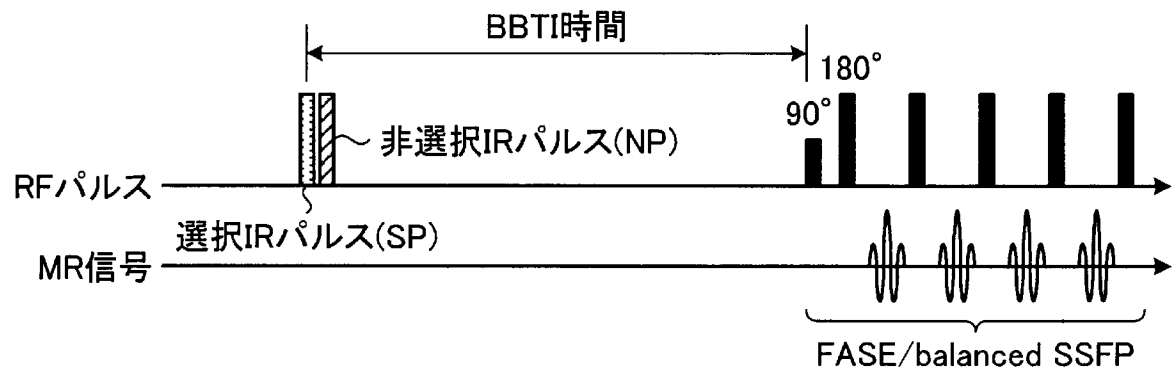 BBTI時間
180°
90°
非選択IRパルス(NP)
RFパルス
選択IRパルス(SP)
MR信号
FASE/balanced SSFP